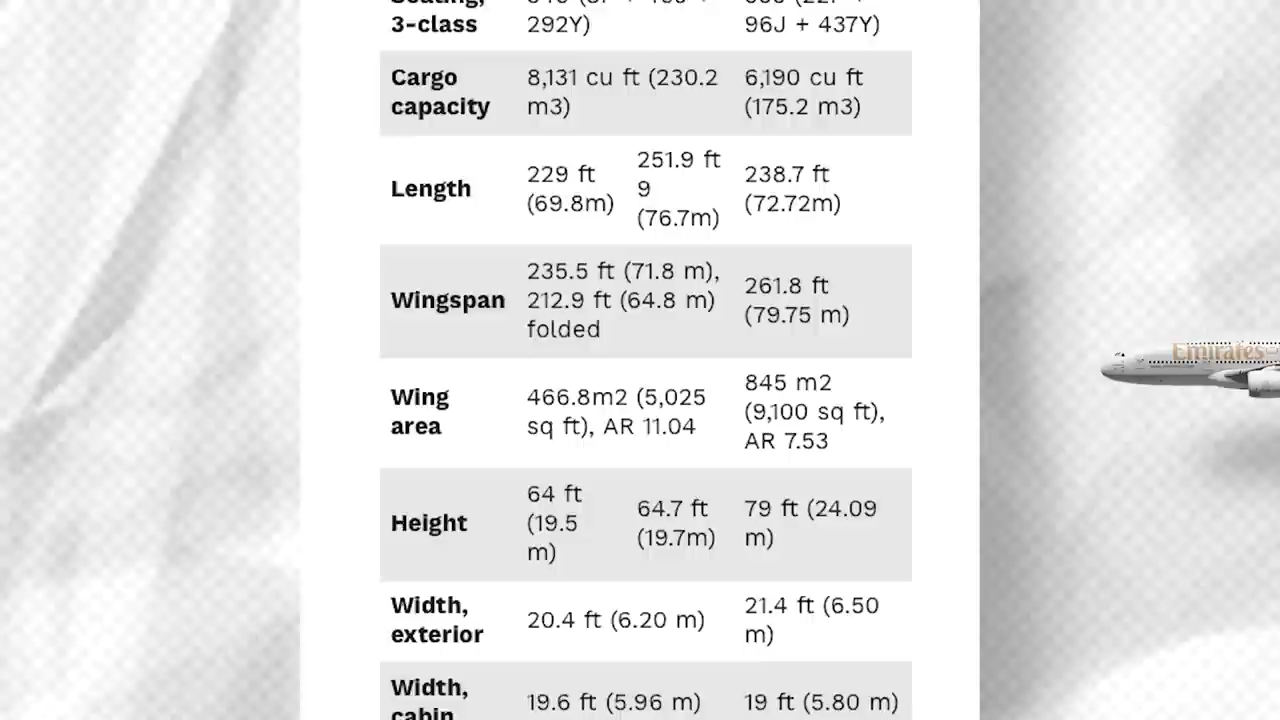 3-class
292Y)
96J + 437Y)
Cargo
capacity
8,131 cu ft (230.2
m3)
6,190 cu ft
(175.2 m3)
Length
229 ft
(69.8m)
251.9 ft
9
(76.7m)
238.7 ft
(72.72m)
Wingspan
235.5 ft (71.8 m),
212.9 ft (64.8 m)
folded
261.8 ft
(79.75 m)
Wing
area
466.8m2 (5,025
sq ft), AR 11.04
845 m2
(9,100 sq ft),
AR 7.53
Height
64 ft
(19.5
m)
64.7 ft
(19.7m)
79 ft (24.09
m)
Width,
exterior
20.4 ft (6.20 m)
21.4 ft (6.50
m)
Width,
cabin
19.6 ft (5.96 m)
19 ft (5.80 m)
Emirates